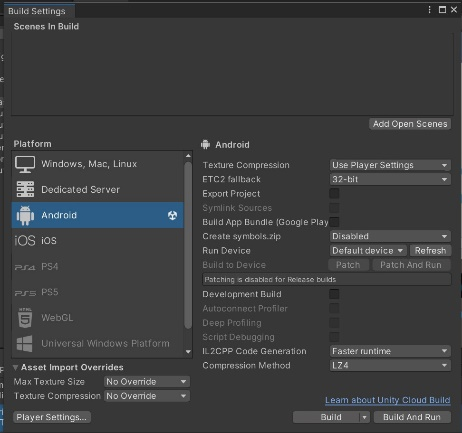 Build Settings
Scenes In Build
Add Open Scenes
Platform
Windows, Mac, Linux
Dedicated Server
Android
iOS iOS
PS4 PS4
PS5 PS5
HTML 5 WebGL
Universal Windows Platform
Android
Texture Compression Use Player Settings
ETC2 fallback 32-bit
Export Project
Symlink Sources
Build App Bundle (Google Play
Create symbols.zip Disabled
Run Device Default device Refresh
Build to Device Patch Patch And Run
Patching is disabled for Release builds
Development Build
Autoconnect Profiler
Deep Profiling
Script Debugging
IL2CPP Code Generation Faster runtime
Compression Method LZ4
Asset Import Overrides
Max Texture Size No Override
Texture Compression No Override
Learn about Unity Cloud Build
Player Settings...
Build
Build And Run